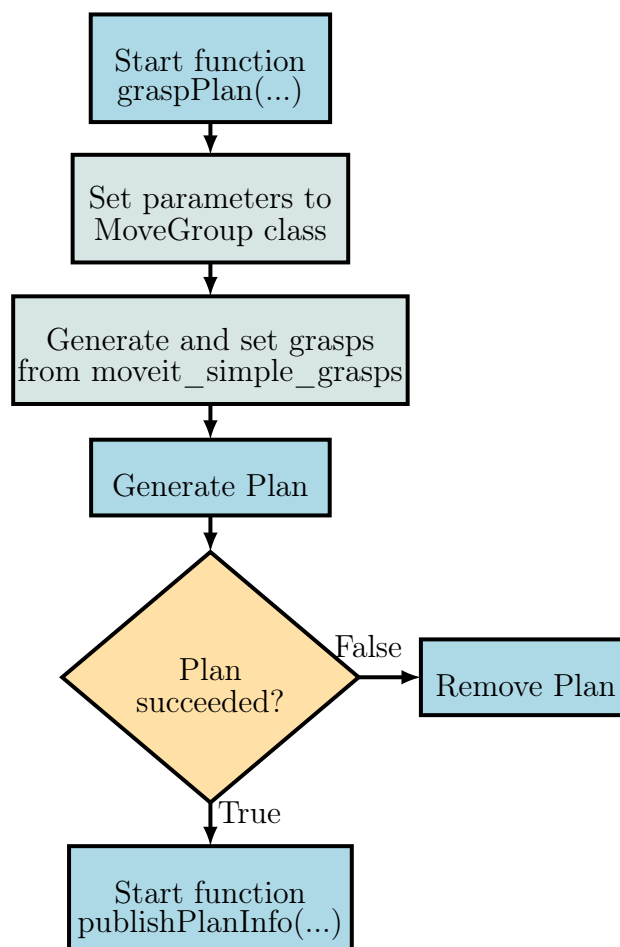 Start function
graspPlan(...)
Set parameters to
MoveGroup class
Generate and set grasps
from moveit_simple_grasps
Generate Plan
Plan
succeeded?
False
Remove Plan
True
Start function
publishPlanInfo(...)